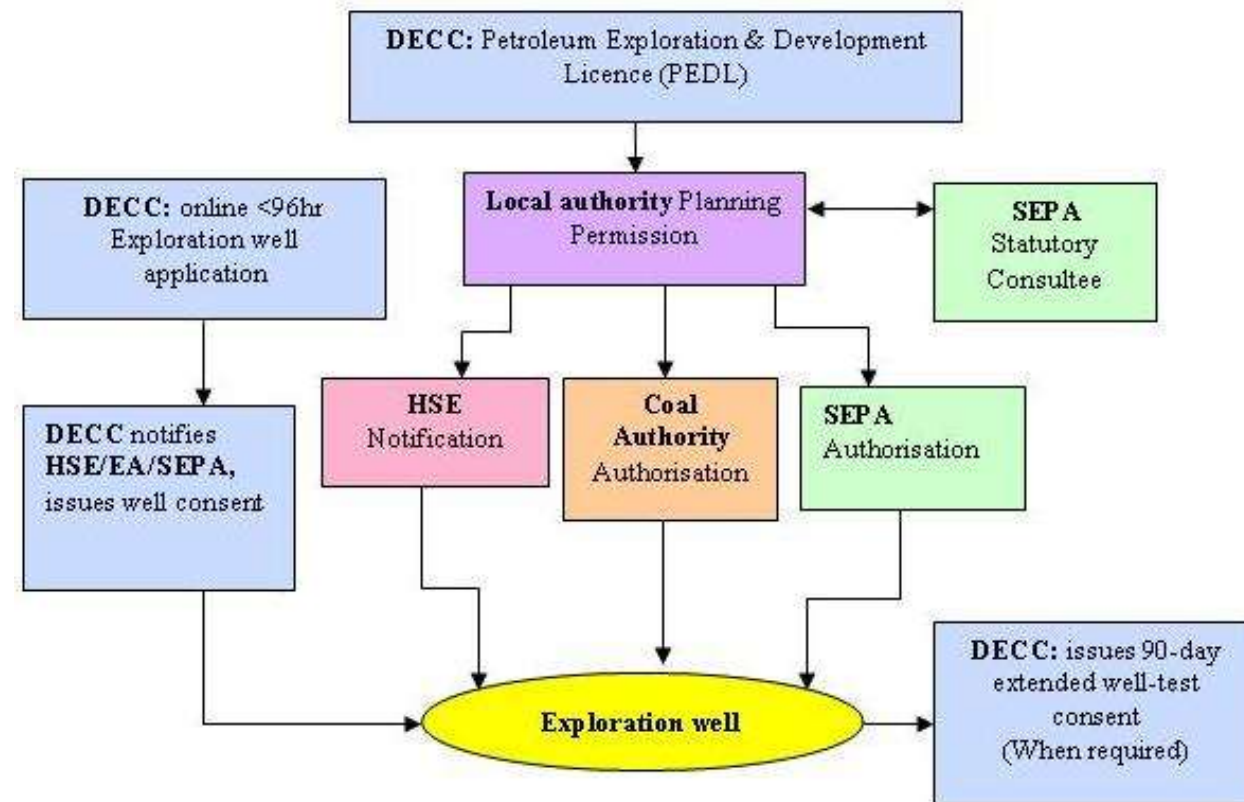 DECC: Petroleum Exploration & Development
Licence (PEDL)
DECC: online <96hr
Exploration well
application
Local authority Planning
Permission
SEPA
Statutory
Consultee
DECC notifies
HSE/EA/SEPA,
issues well consent
HSE
Notification
Coal
Authority
Authorisation
SEPA
Authorisation
Exploration well
DECC: issues 90-day
extended well-test
consent
(When required)